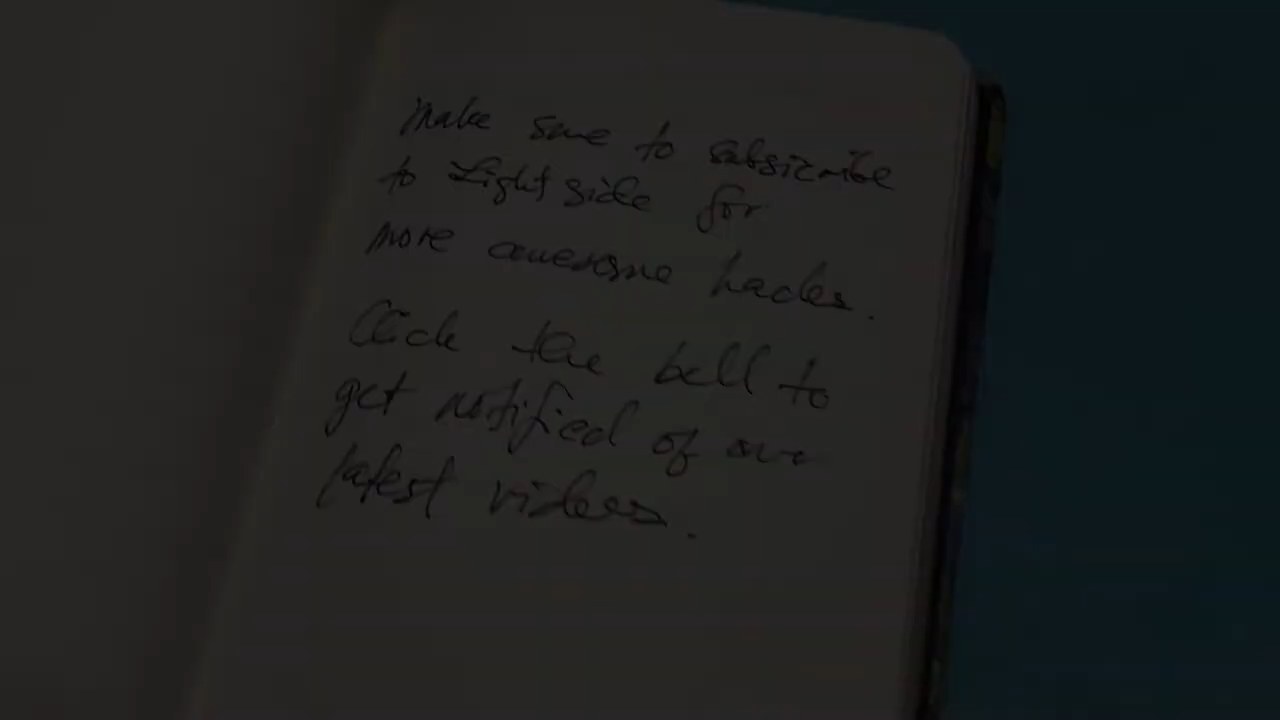 Make sure to subscribe
to Lightside for
more awesome hacks.
Click the bell to
get notified of our
latest videos.